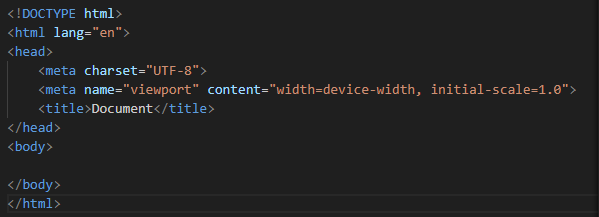 <!DOCTYPE html>
<html lang="en">
<head>
    <meta charset="UTF-8">
    <meta name="viewport" content="width=device-width, initial-scale=1.0">
    <title>Document</title>
</head>
<body>

</body>
</html>